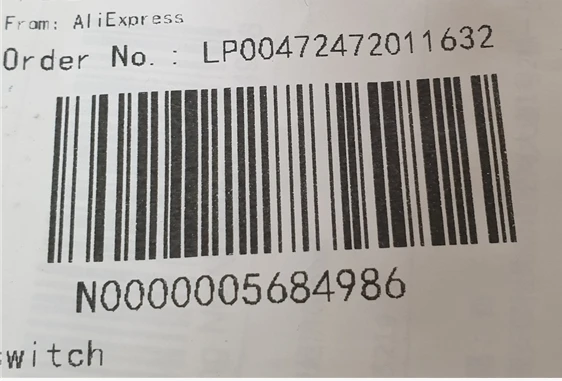 From: AliExpress
Order No.: LP00472472011632
N0000005684986
witch